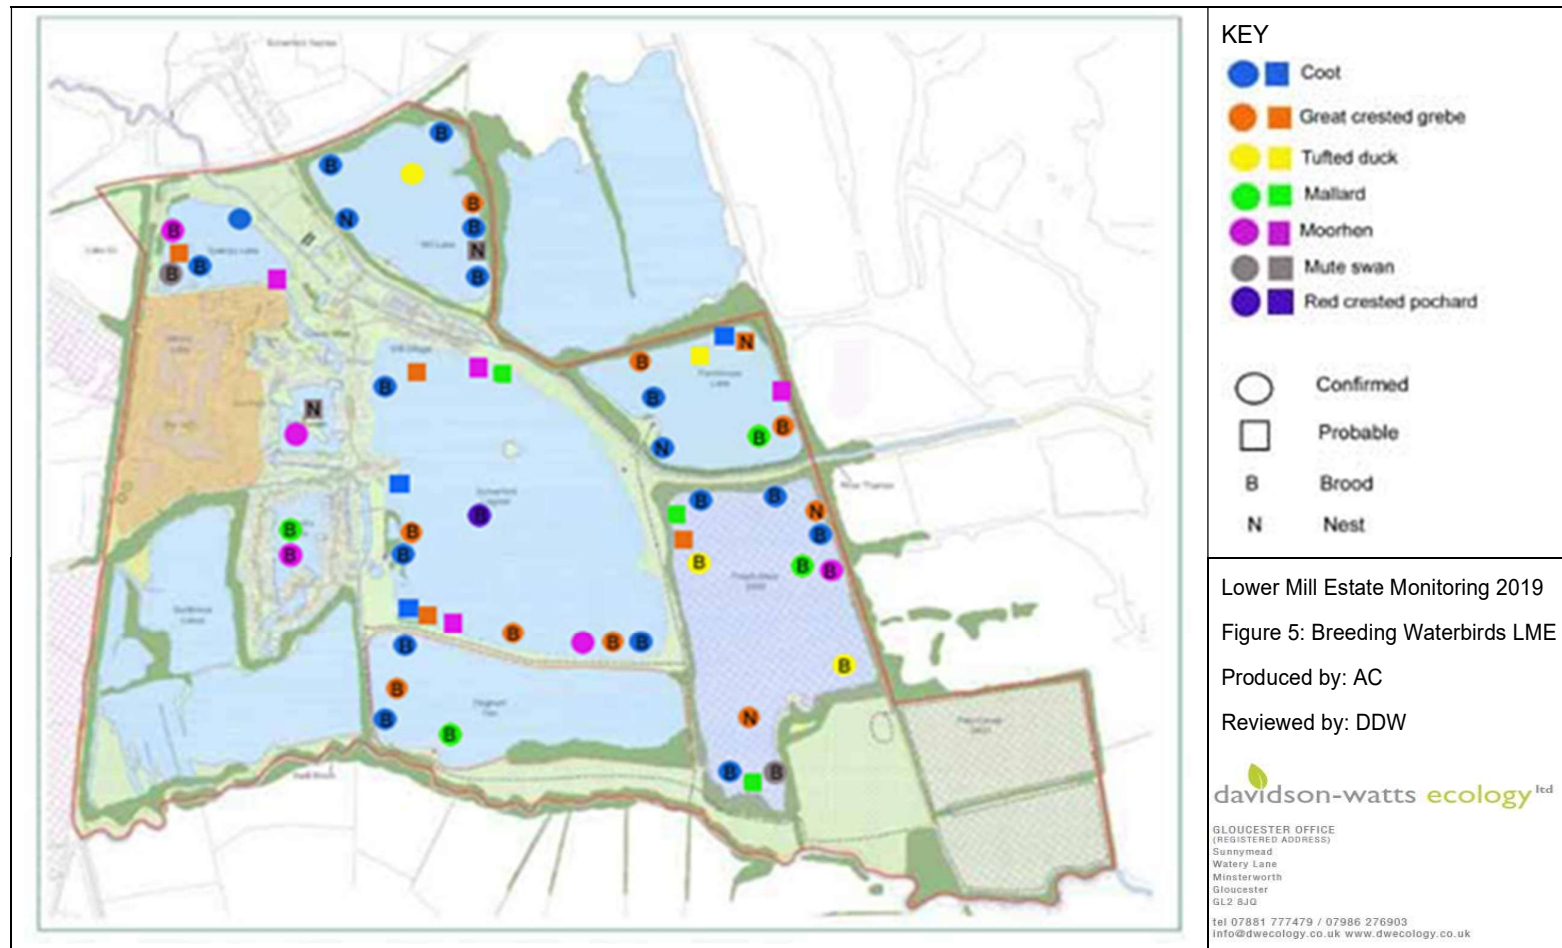 KEY
Coot
Great crested grebe
Tufted duck
Mallard
Moorhen
Mute swan
Red crested pochard
Confirmed
Probable
B Brood
N Nest
B
B
N
B
B
N
B
B
B
B
N
B
N
B
B
N
B
B
B
B
B
B
B
B
B
B
N
B
B
B
B
B
B
B
B
B
B
B
B
N
B
B
River Thames
Lower Mill Estate Monitoring 2019
Figure 5: Breeding Waterbirds LME
Produced by: AC
Reviewed by: DDW
davidson-watts ecology ltd
GLOUCESTER OFFICE
(REGISTERED ADDRESS)
Sunnymead
Watery Lane
Minsterworth
Gloucester
GL2 8JQ
tel 07881 777479 / 07986 276903
info@dwecology.co.uk www.dwecology.co.uk